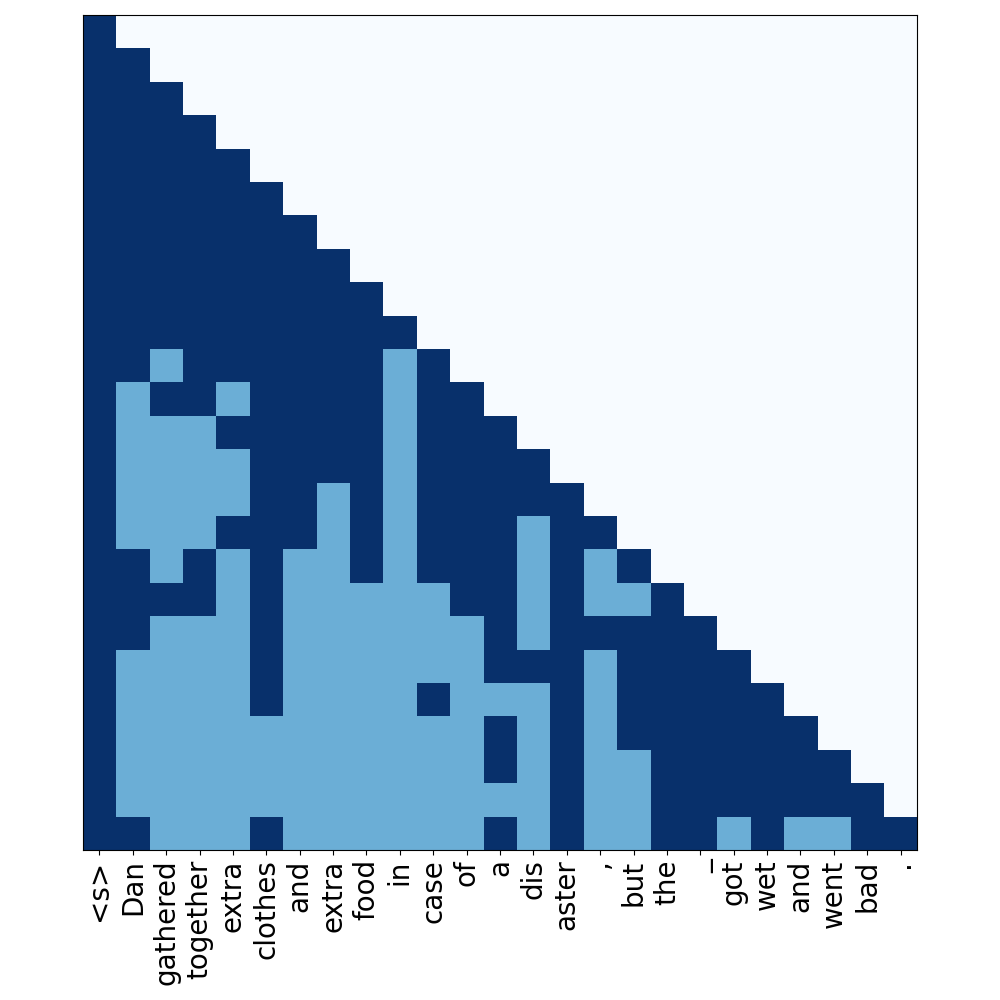 <s>
Dan
gathered
together
extra
clothes
and
extra
food
in
case
of
a
dis
aster
,
but
the
_
got
wet
and
went
bad
.